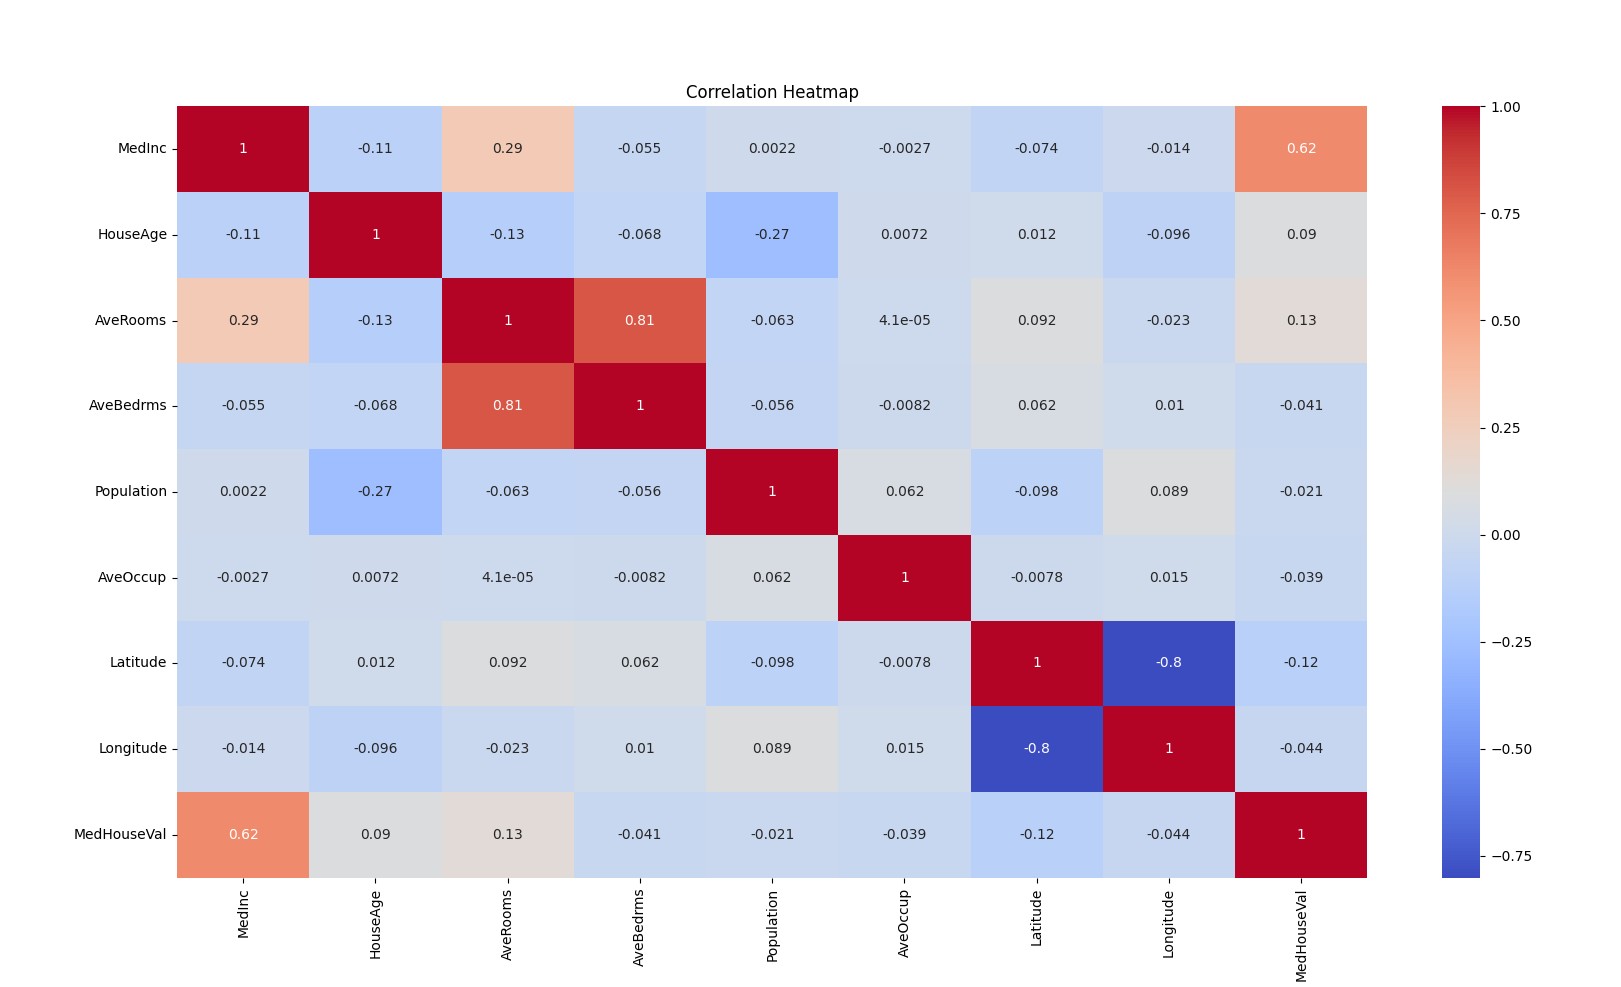 Correlation Heatmap
MedInc 1 -0.11 0.29 -0.055 0.0022 -0.0027 -0.074 -0.014 0.62
HouseAge -0.11 1 -0.13 -0.068 -0.27 0.0072 0.012 -0.096 0.09
AveRooms 0.29 -0.13 1 0.81 -0.063 4.1e-05 0.092 -0.023 0.13
AveBedrms -0.055 -0.068 0.81 1 -0.056 -0.0082 0.062 0.01 -0.041
Population 0.0022 -0.27 -0.063 -0.056 1 0.062 -0.098 0.089 -0.021
AveOccup -0.0027 0.0072 4.1e-05 -0.0082 0.062 1 -0.0078 0.015 -0.039
Latitude -0.074 0.012 0.092 0.062 -0.098 -0.0078 1 -0.8 -0.12
Longitude -0.014 -0.096 -0.023 0.01 0.089 0.015 -0.8 1 -0.044
MedHouseVal 0.62 0.09 0.13 -0.041 -0.021 -0.039 -0.12 -0.044 1
MedInc HouseAge AveRooms AveBedrms Population AveOccup Latitude Longitude MedHouseVal
1.00
0.75
0.50
0.25
0.00
−0.25
−0.50
−0.75